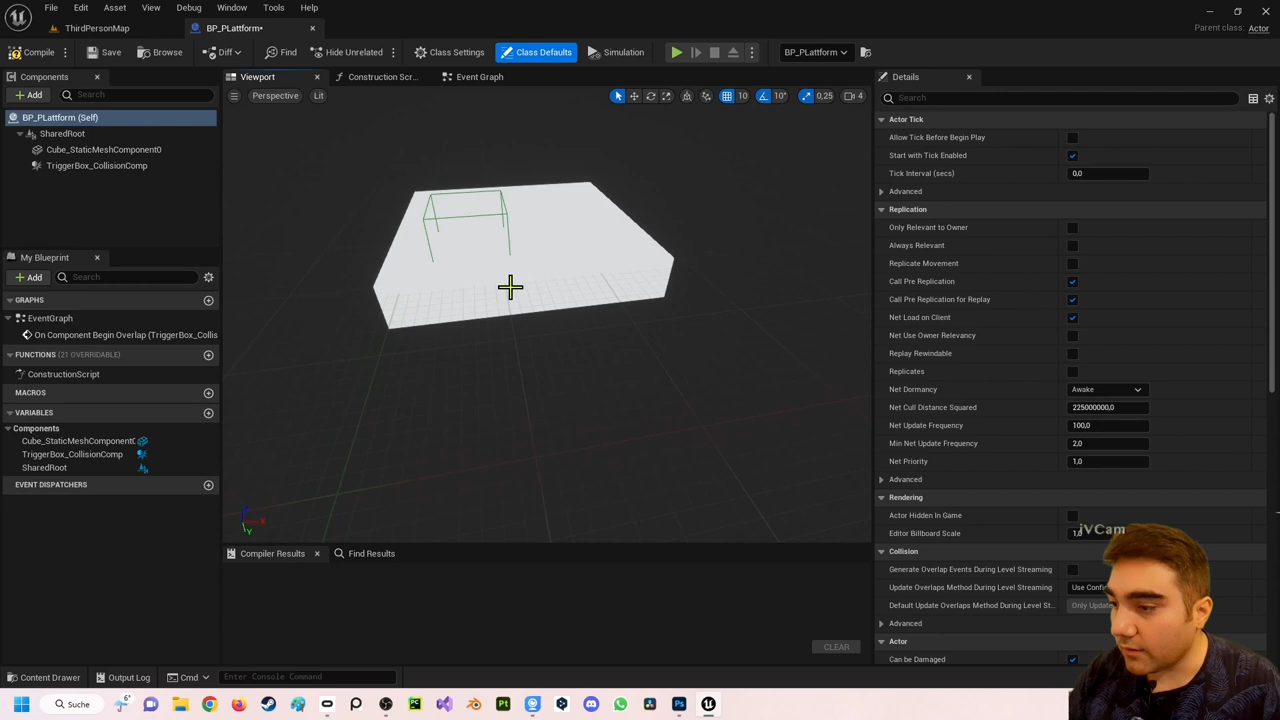 File Edit Asset View Debug Window Tools Help
ThirdPersonMap
BP_PLattform*
Parent class: Actor
Compile
Save
Browse
Diff
Find
Hide Unrelated
Class Settings
Class Defaults
Simulation
BP_PLattform
Components
Add
Search
BP_PLattform (Self)
SharedRoot
Cube_StaticMeshComponent0
TriggerBox_CollisionComp
My Blueprint
Add
Search
GRAPHS
EventGraph
On Component Begin Overlap (TriggerBox_Collis
FUNCTIONS (21 OVERRIDABLE)
ConstructionScript
MACROS
VARIABLES
Components
Cube_StaticMeshComponent0
TriggerBox_CollisionComp
SharedRoot
EVENT DISPATCHERS
Viewport
Construction Scr...
Event Graph
Perspective
Lit
10
10°
0,25
4
Compiler Results
Find Results
CLEAR
Details
Search
Actor Tick
Allow Tick Before Begin Play
Start with Tick Enabled
Tick Interval (secs) 0,0
Advanced
Replication
Only Relevant to Owner
Always Relevant
Replicate Movement
Call Pre Replication
Call Pre Replication for Replay
Net Load on Client
Net Use Owner Relevancy
Replay Rewindable
Replicates
Net Dormancy Awake
Net Cull Distance Squared 225000000,0
Net Update Frequency 100,0
Min Net Update Frequency 2,0
Net Priority 1,0
Advanced
Rendering
Actor Hidden In Game
Editor Billboard Scale 1,0
iVCam
Collision
Generate Overlap Events During Level Streaming
Update Overlaps Method During Level Streaming Use Confi
Default Update Overlaps Method During Level St... Only Update
Advanced
Actor
Can be Damaged
Content Drawer
Output Log
Cmd
Enter Console Command
Suche
6°